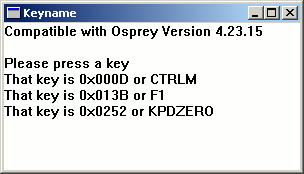 Keyname
Compatible with Osprey Version 4.23.15
Please press a key
That key is 0x000D or CTRLM
That key is 0x013B or F1
That key is 0x0252 or KPDZERO